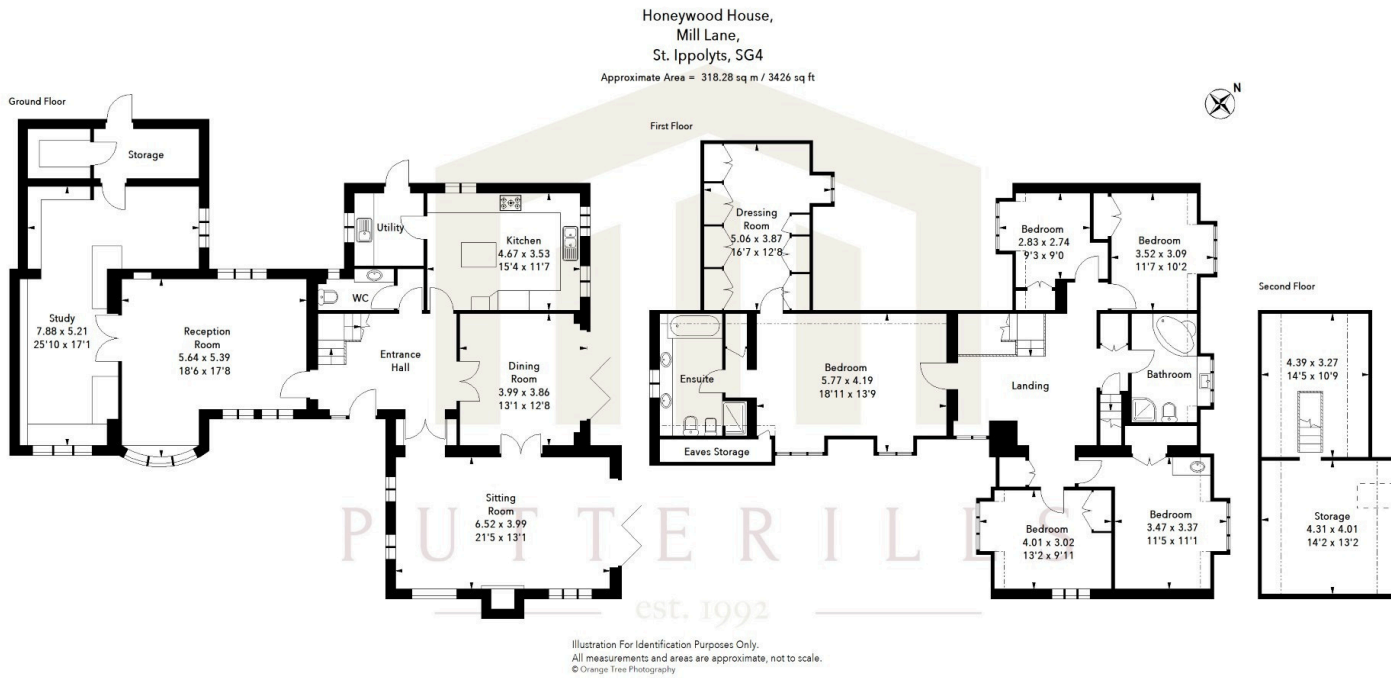 Honeywood House,
Mill Lane,
St. Ippolyts, SG4
Approximate Area = 318.28 sq m / 3426 sq ft
N
Ground Floor
Storage
Utility
Kitchen
4.67 x 3.53
15'4 x 11'7
WC
Study
7.88 x 5.21
25'10 x 17'1
Reception
Room
5.64 x 5.39
18'6 x 17'8
Entrance
Hall
Dining
Room
3.99 x 3.86
13'1 x 12'8
Sitting
Room
6.52 x 3.99
21'5 x 13'1
First Floor
Dressing
Room
5.06 x 3.87
16'7 x 12'8
Bedroom
2.83 x 2.74
9'3 x 9'0
Bedroom
3.52 x 3.09
11'7 x 10'2
Ensuite
Bedroom
5.77 x 4.19
18'11 x 13'9
Landing
Bathroom
Eaves Storage
Bedroom
4.01 x 3.02
13'2 x 9'11
Bedroom
3.47 x 3.37
11'5 x 11'1
Second Floor
4.39 x 3.27
14'5 x 10'9
Storage
4.31 x 4.01
14'2 x 13'2
PUTTERILLS
est. 1992
Illustration For Identification Purposes Only.
All measurements and areas are approximate, not to scale.
© Orange Tree Photography